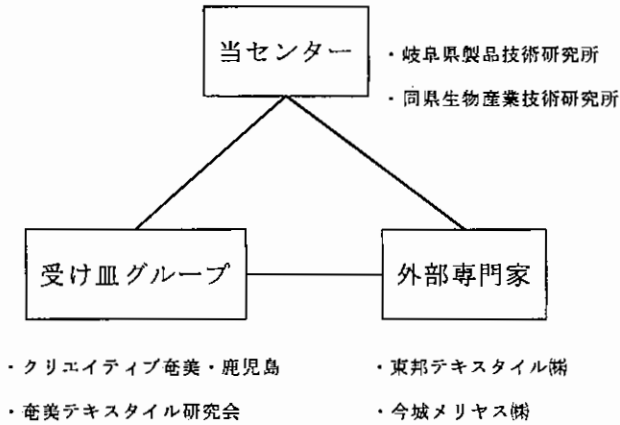 当センター
・岐阜県製品技術研究所
・同県生物産業技術研究所
受け皿グループ
外部専門家
・クリエイティブ奄美・鹿児島
・奄美テキスタイル研究会
・東邦テキスタイル㈱
・今城メリヤス㈱